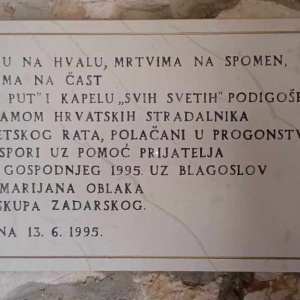 U NA HVALU, MRTVIMA NA SPOMEN,
MA NA ČAST
PUT" I KAPELU „SVIH SVETIH" PODIGOŠE
AMOM HRVATSKIH STRADALNIKA
ETSKOG RATA, POLAČANI U PROGONSTV
SPORI UZ POMOĆ PRIJATELJA
GOSPODNJEG 1995. UZ BLAGOSLOV
MARIJANA OBLAKA
SKUPA ZADARSKOG.
NA 13. 6. 1995.